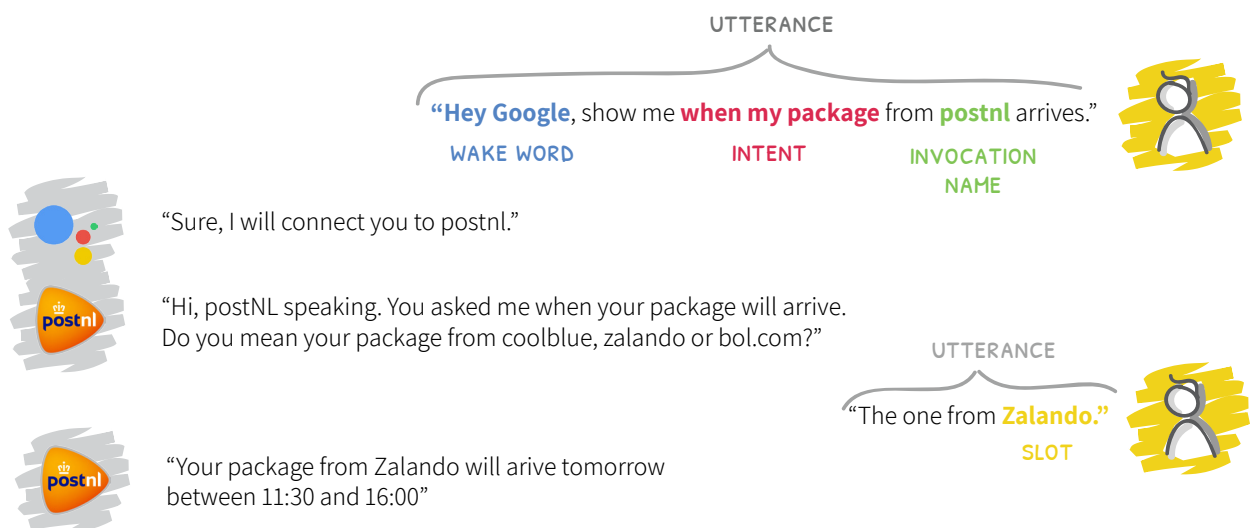 UTTERANCE
“Hey Google, show me when my package from postnl arrives.”
WAKE WORD
INTENT
INVOCATION
NAME
“Sure, I will connect you to postnl.”
postnl
“Hi, postNL speaking. You asked me when your package will arrive.
Do you mean your package from coolblue, zalando or bol.com?”
UTTERANCE
“The one from Zalando.”
SLOT
postnl
“Your package from Zalando will arive tomorrow
between 11:30 and 16:00”